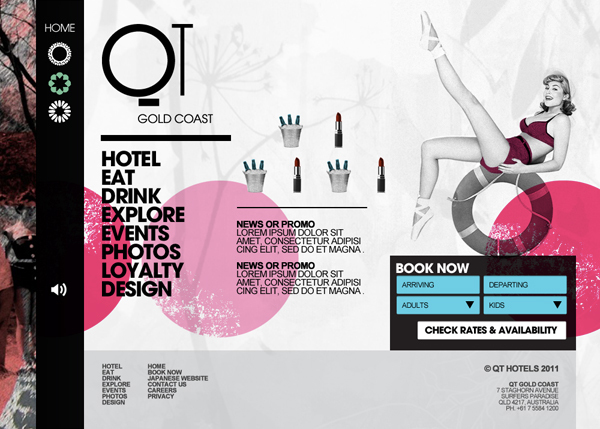 HOME
QT
GOLD COAST
HOTEL
EAT
DRINK
EXPLORE
EVENTS
PHOTOS
LOYALTY
DESIGN
NEWS OR PROMO
LOREM IPSUM DOLOR SIT
AMET, CONSECTETUR ADIPISI
CING ELIT, SED DO ET MAGNA .
NEWS OR PROMO
LOREM IPSUM DOLOR SIT
AMET, CONSECTETUR ADIPISI
CING ELIT, SED DO ET MAGNA .
BOOK NOW
ARRIVING
DEPARTING
ADULTS
KIDS
CHECK RATES & AVAILABILITY
HOTEL
EAT
DRINK
EXPLORE
EVENTS
PHOTOS
DESIGN
HOME
BOOK NOW
JAPANESE WEBSITE
CONTACT US
CAREERS
PRIVACY
© QT HOTELS 2011
QT GOLD COAST
7 STAGHORN AVENUE
SURFERS PARADISE
QLD 4217, AUSTRALIA
PH. +61 7 5584 1200